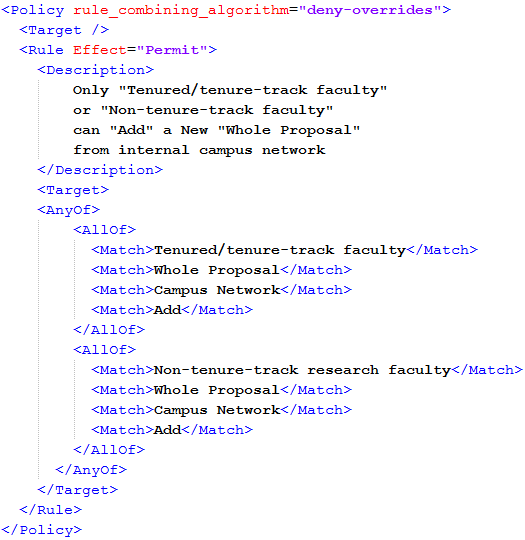 <Policy rule_combining_algorithm="deny-overrides">
<Target />
<Rule Effect="Permit">
<Description>
Only "Tenured/tenure-track faculty"
or "Non-tenure-track faculty"
can "Add" a New "Whole Proposal"
from internal campus network
</Description>
<Target>
<AnyOf>
<AllOf>
<Match>Tenured/tenure-track faculty</Match>
<Match>Whole Proposal</Match>
<Match>Campus Network</Match>
<Match>Add</Match>
</AllOf>
<AllOf>
<Match>Non-tenure-track research faculty</Match>
<Match>Whole Proposal</Match>
<Match>Campus Network</Match>
<Match>Add</Match>
</AllOf>
</AnyOf>
</Target>
</Rule>
</Policy>